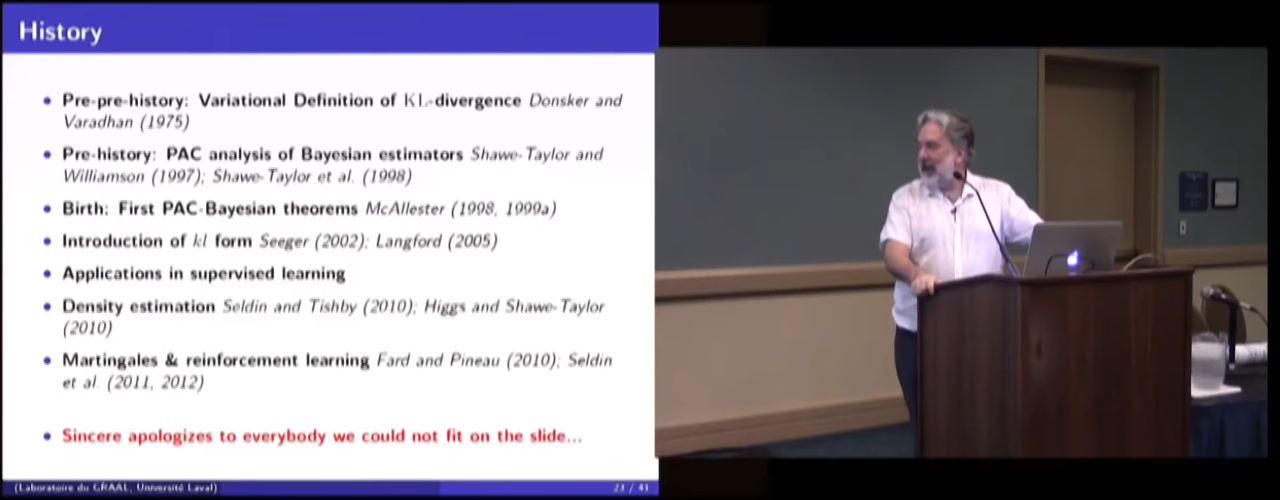 History
• Pre-pre-history: Variational Definition of KL-divergence Donsker and
Varadhan (1975)
• Pre-history: PAC analysis of Bayesian estimators Shawe-Taylor and
Williamson (1997); Shawe-Taylor et al. (1998)
• Birth: First PAC-Bayesian theorems McAllester (1998, 1999a)
• Introduction of kl form Seeger (2002); Langford (2005)
• Applications in supervised learning
• Density estimation Seldin and Tishby (2010); Higgs and Shawe-Taylor
(2010)
• Martingales & reinforcement learning Fard and Pineau (2010); Seldin
et al. (2011, 2012)
• Sincere apologizes to everybody we could not fit on the slide...
(Laboratoire du GRAAL, Université Laval)
23 / 41